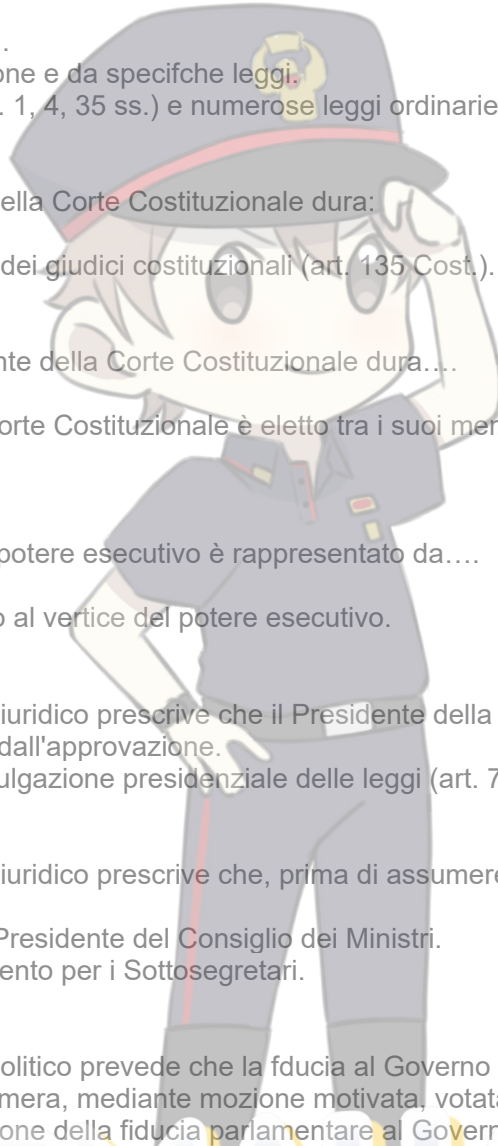 .
one e da specifche leggi.
. 1, 4, 35 ss.) e numerose leggi ordinarie
ella Corte Costituzionale dura:
dei giudici costituzionali (art. 135 Cost.).
nte della Corte Costituzionale dura….
orte Costituzionale è eletto tra i suoi mem
potere esecutivo è rappresentato da….
o al vertice del potere esecutivo.
iuridico prescrive che il Presidente della
dall'approvazione.
ulgazione presidenziale delle leggi (art. 7
iuridico prescrive che, prima di assumere
Presidente del Consiglio dei Ministri.
ento per i Sottosegretari.
olitico prevede che la fducia al Governo
mera, mediante mozione motivata, votata
one della fiducia parlamentare al Govern